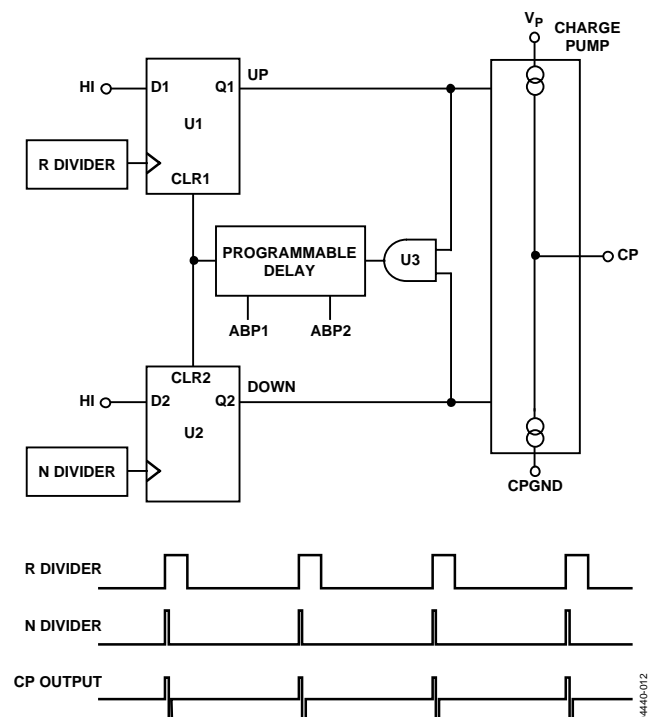 V_P
CHARGE
PUMP
UP
HI
D1
Q1
U1
R DIVIDER
CLR1
PROGRAMMABLE
DELAY
U3
CP
ABP1
ABP2
CLR2
DOWN
HI
D2
Q2
U2
N DIVIDER
CPGND
R DIVIDER
N DIVIDER
CP OUTPUT
4440-012